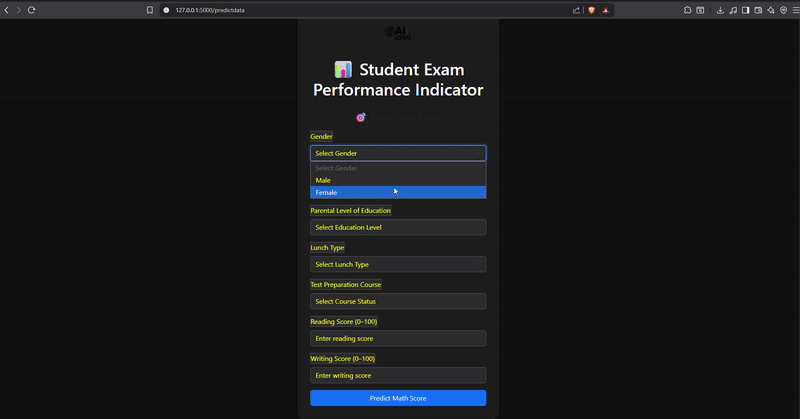 127.0.0.1:5000/predictdata
AI
LOGO
Student Exam
Performance Indicator
Gender
Select Gender
Select Gender
Male
Female
Parental Level of Education
Select Education Level
Lunch Type
Select Lunch Type
Test Preparation Course
Select Course Status
Reading Score (0–100)
Enter reading score
Writing Score (0–100)
Enter writing score
Predict Math Score